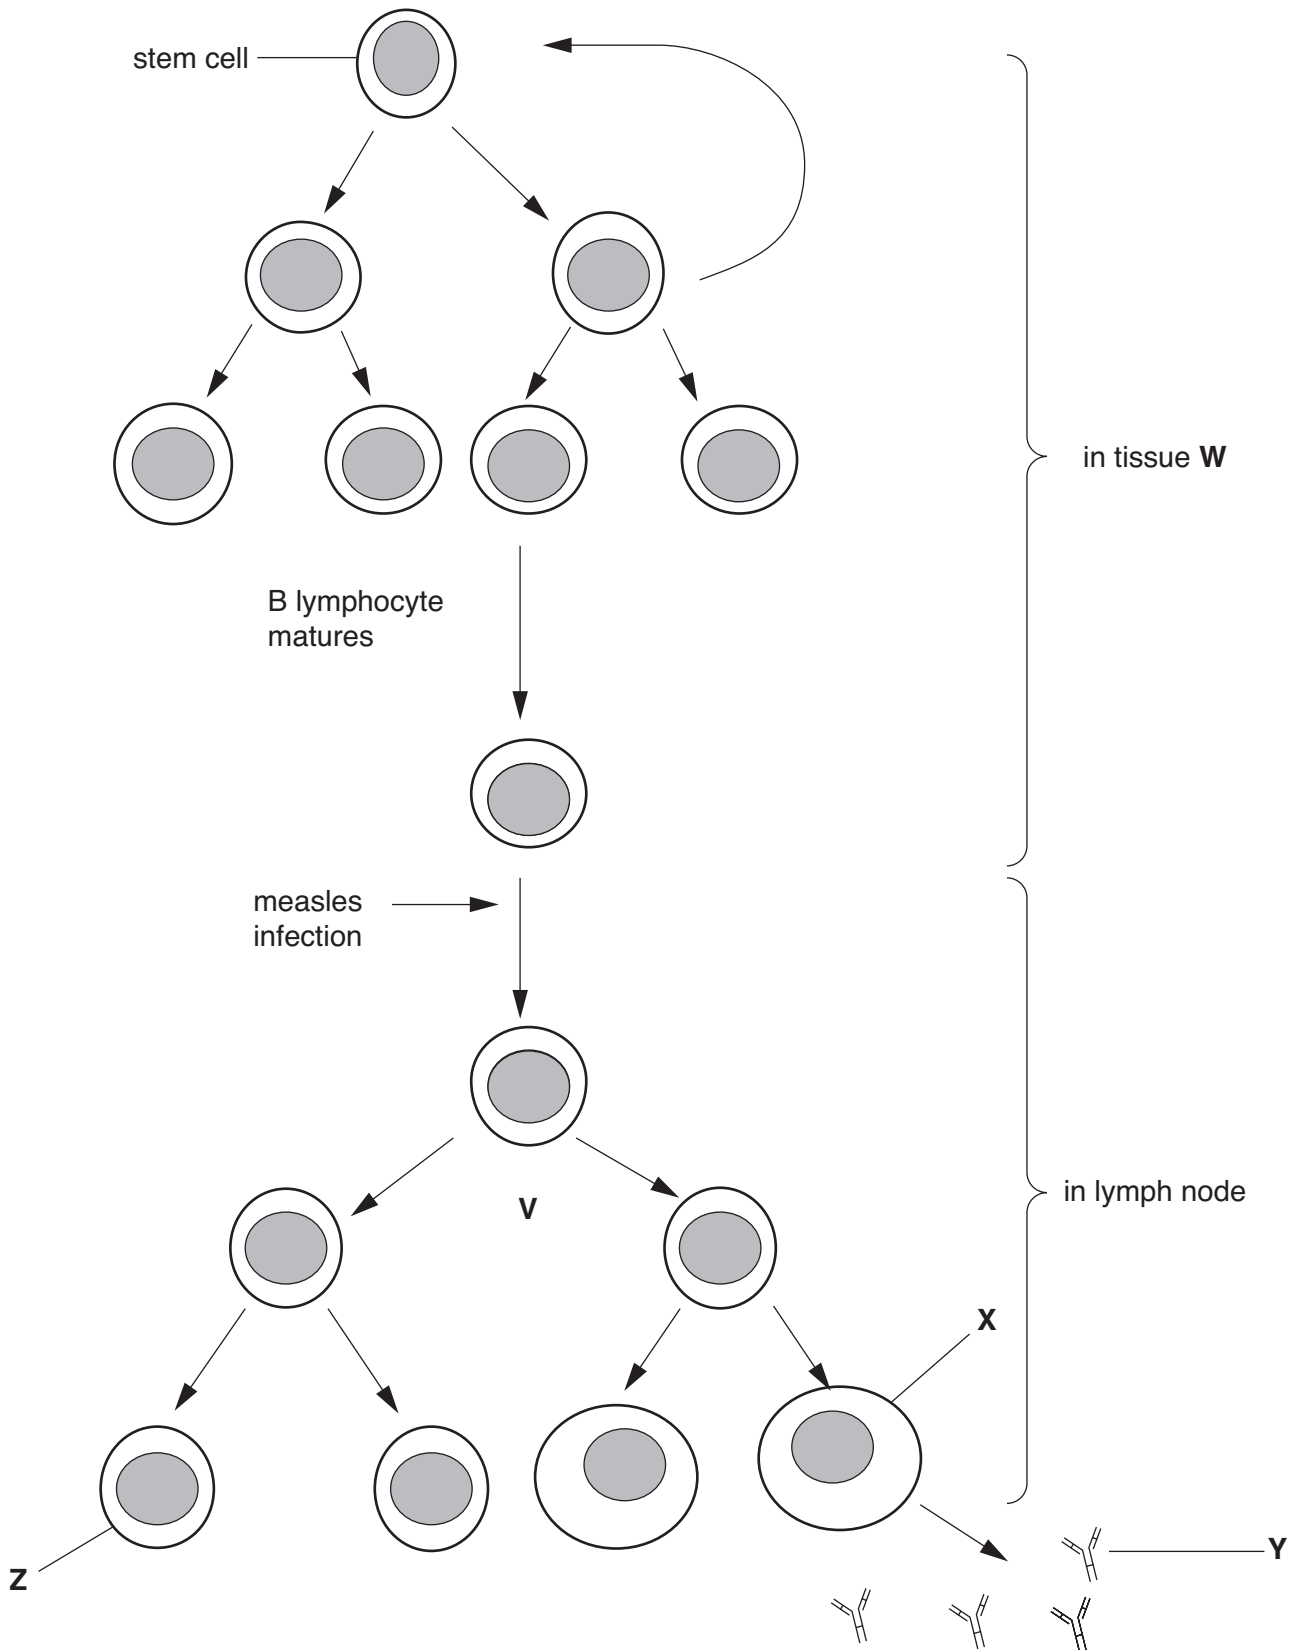 stem cell
in tissue W
B lymphocyte
matures
measles
infection
V
in lymph node
X
Y
Z